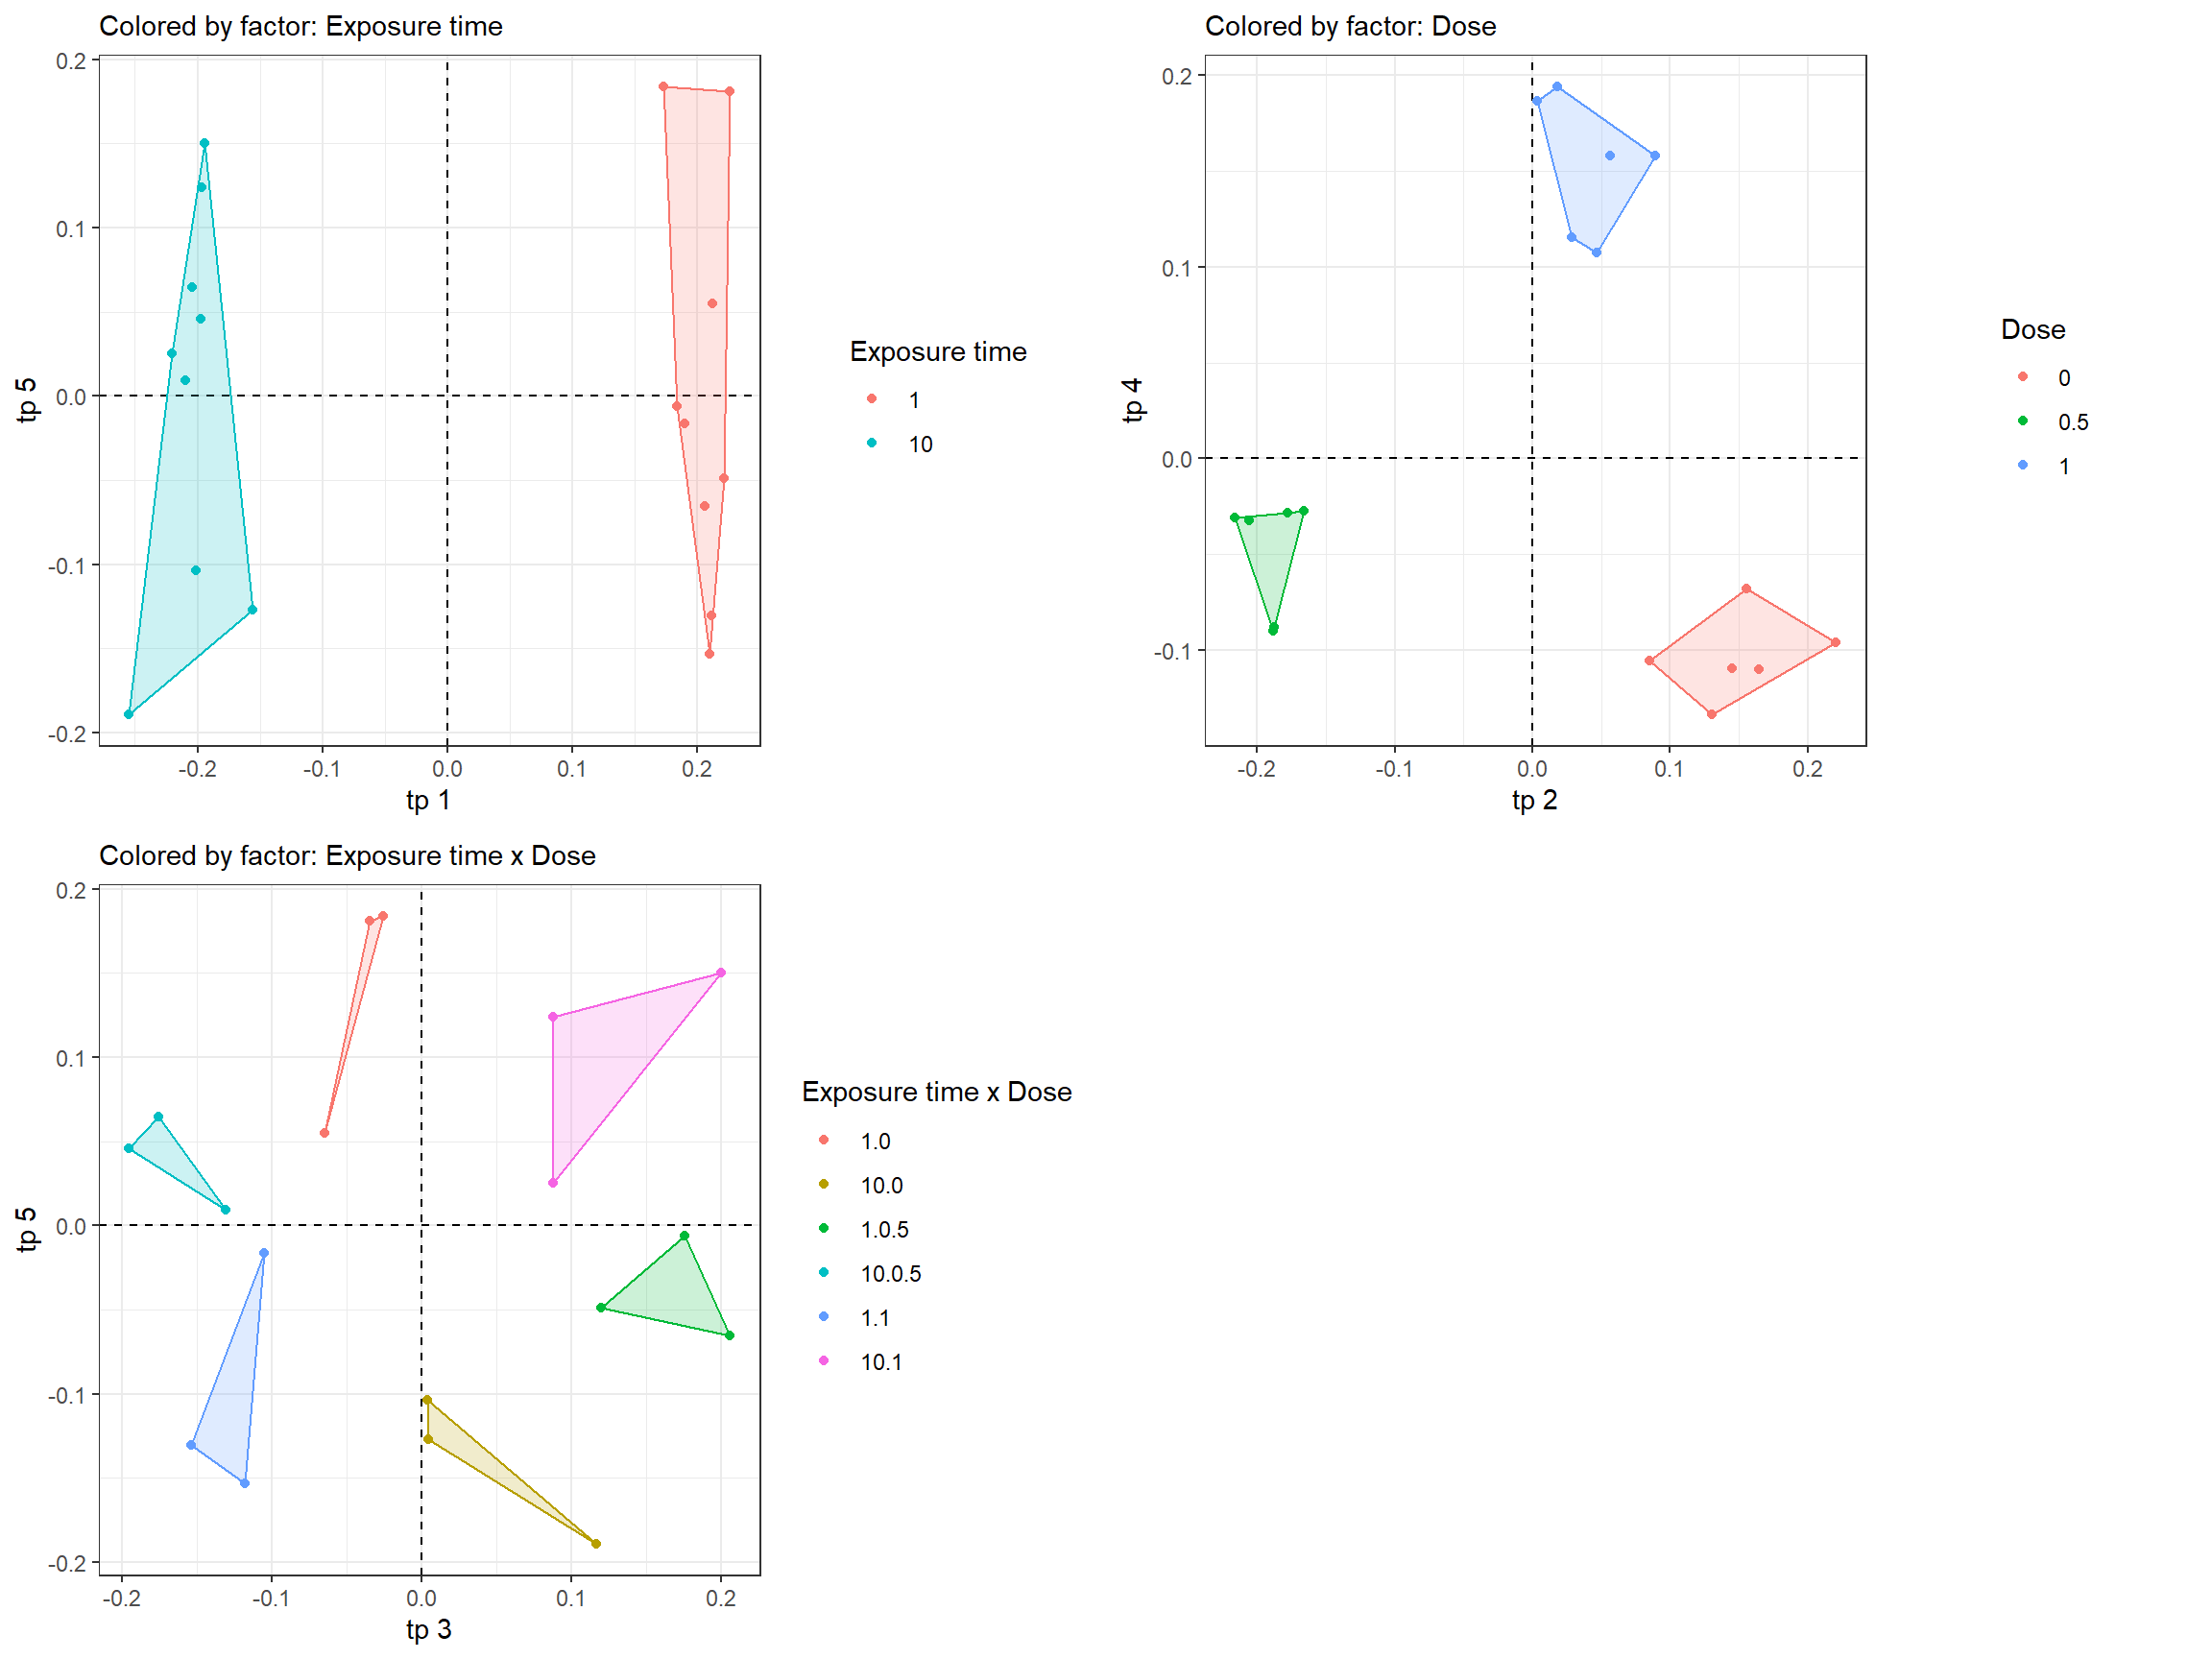 Colored by factor: Exposure time
0.2
0.1
0.0
-0.1
-0.2
tp 5
-0.2 -0.1 0.0 0.1 0.2
tp 1
Exposure time
1
10
Colored by factor: Dose
0.2
0.1
0.0
-0.1
tp 4
-0.2 -0.1 0.0 0.1 0.2
tp 2
Dose
0
0.5
1
Colored by factor: Exposure time x Dose
0.2
0.1
0.0
-0.1
-0.2
tp 5
-0.2 -0.1 0.0 0.1 0.2
tp 3
Exposure time x Dose
1.0
10.0
1.0.5
10.0.5
1.1
10.1